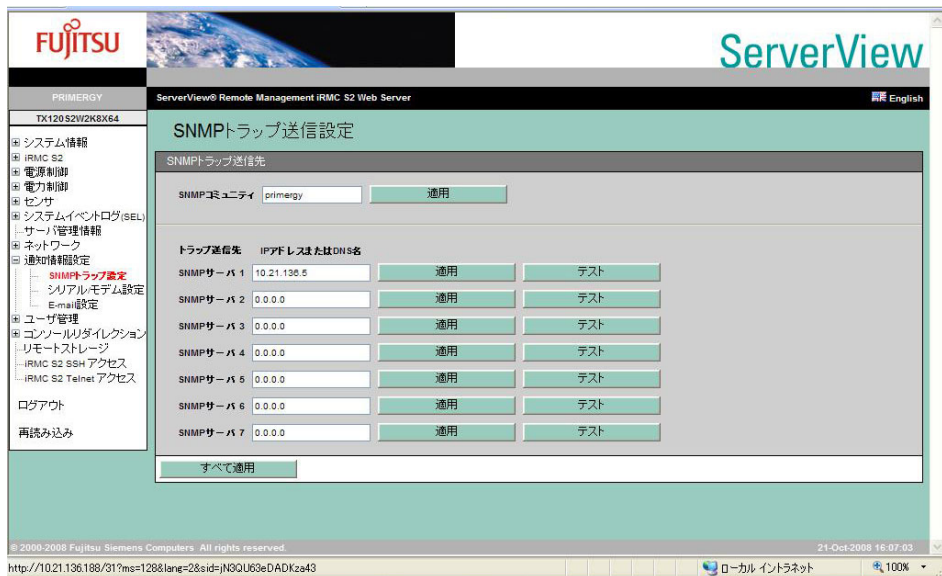 FUJITSU
ServerView
PRIMERGY
ServerView® Remote Management iRMC S2 Web Server
English
TX120S2W2K8X64
システム情報
iRMC S2
電源制御
電力制御
センサ
システムイベントログ(SEL)
サーバ管理情報
ネットワーク
通知情報設定
SNMPトラップ設定
シリアル/モデム設定
E-mail設定
ユーザ管理
コンソールリダイレクション
リモートストレージ
iRMC S2 SSH アクセス
iRMC S2 Telnet アクセス
ログアウト
再読み込み
SNMPトラップ送信設定
SNMPトラップ送信先
SNMPコミュニティ primergy 適用
トラップ送信先 IPアドレスまたはDNS名
SNMPサーバ 1 10.21.136.5 適用 テスト
SNMPサーバ 2 0.0.0.0 適用 テスト
SNMPサーバ 3 0.0.0.0 適用 テスト
SNMPサーバ 4 0.0.0.0 適用 テスト
SNMPサーバ 5 0.0.0.0 適用 テスト
SNMPサーバ 6 0.0.0.0 適用 テスト
SNMPサーバ 7 0.0.0.0 適用 テスト
すべて適用
© 2000-2008 Fujitsu Siemens Computers All rights reserved.
21-Oct-2008 16:07:03
http://10.21.136.188/31?ms=128&lang=2&sid=jN3QU63eDADKza43
ローカル イントラネット
100%